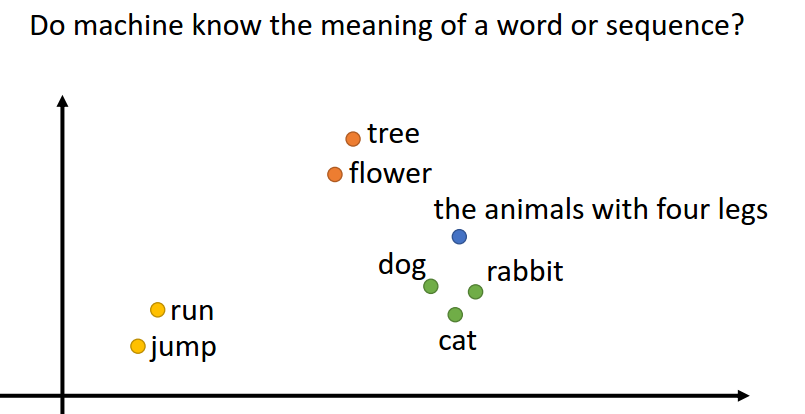 Do machine know the meaning of a word or sequence?
tree
flower
the animals with four legs
dog
rabbit
run
cat
jump